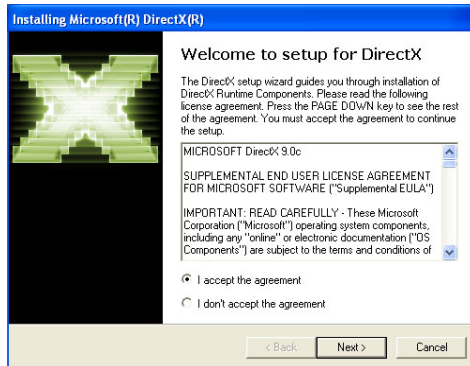 Installing Microsoft(R) DirectX(R)
Welcome to setup for DirectX
The DirectX setup wizard guides you through installation of
DirectX Runtime Components. Please read the following
license agreement. Press the PAGE DOWN key to see the rest
of the agreement. You must accept the agreement to continue
the setup.
MICROSOFT DirectX 9.0c
SUPPLEMENTAL END USER LICENSE AGREEMENT
FOR MICROSOFT SOFTWARE ("Supplemental EULA")
IMPORTANT: READ CAREFULLY - These Microsoft
Corporation ("Microsoft") operating system components,
including any "online" or electronic documentation ("OS
Components") are subject to the terms and conditions of
I accept the agreement
I don't accept the agreement
< Back
Next >
Cancel